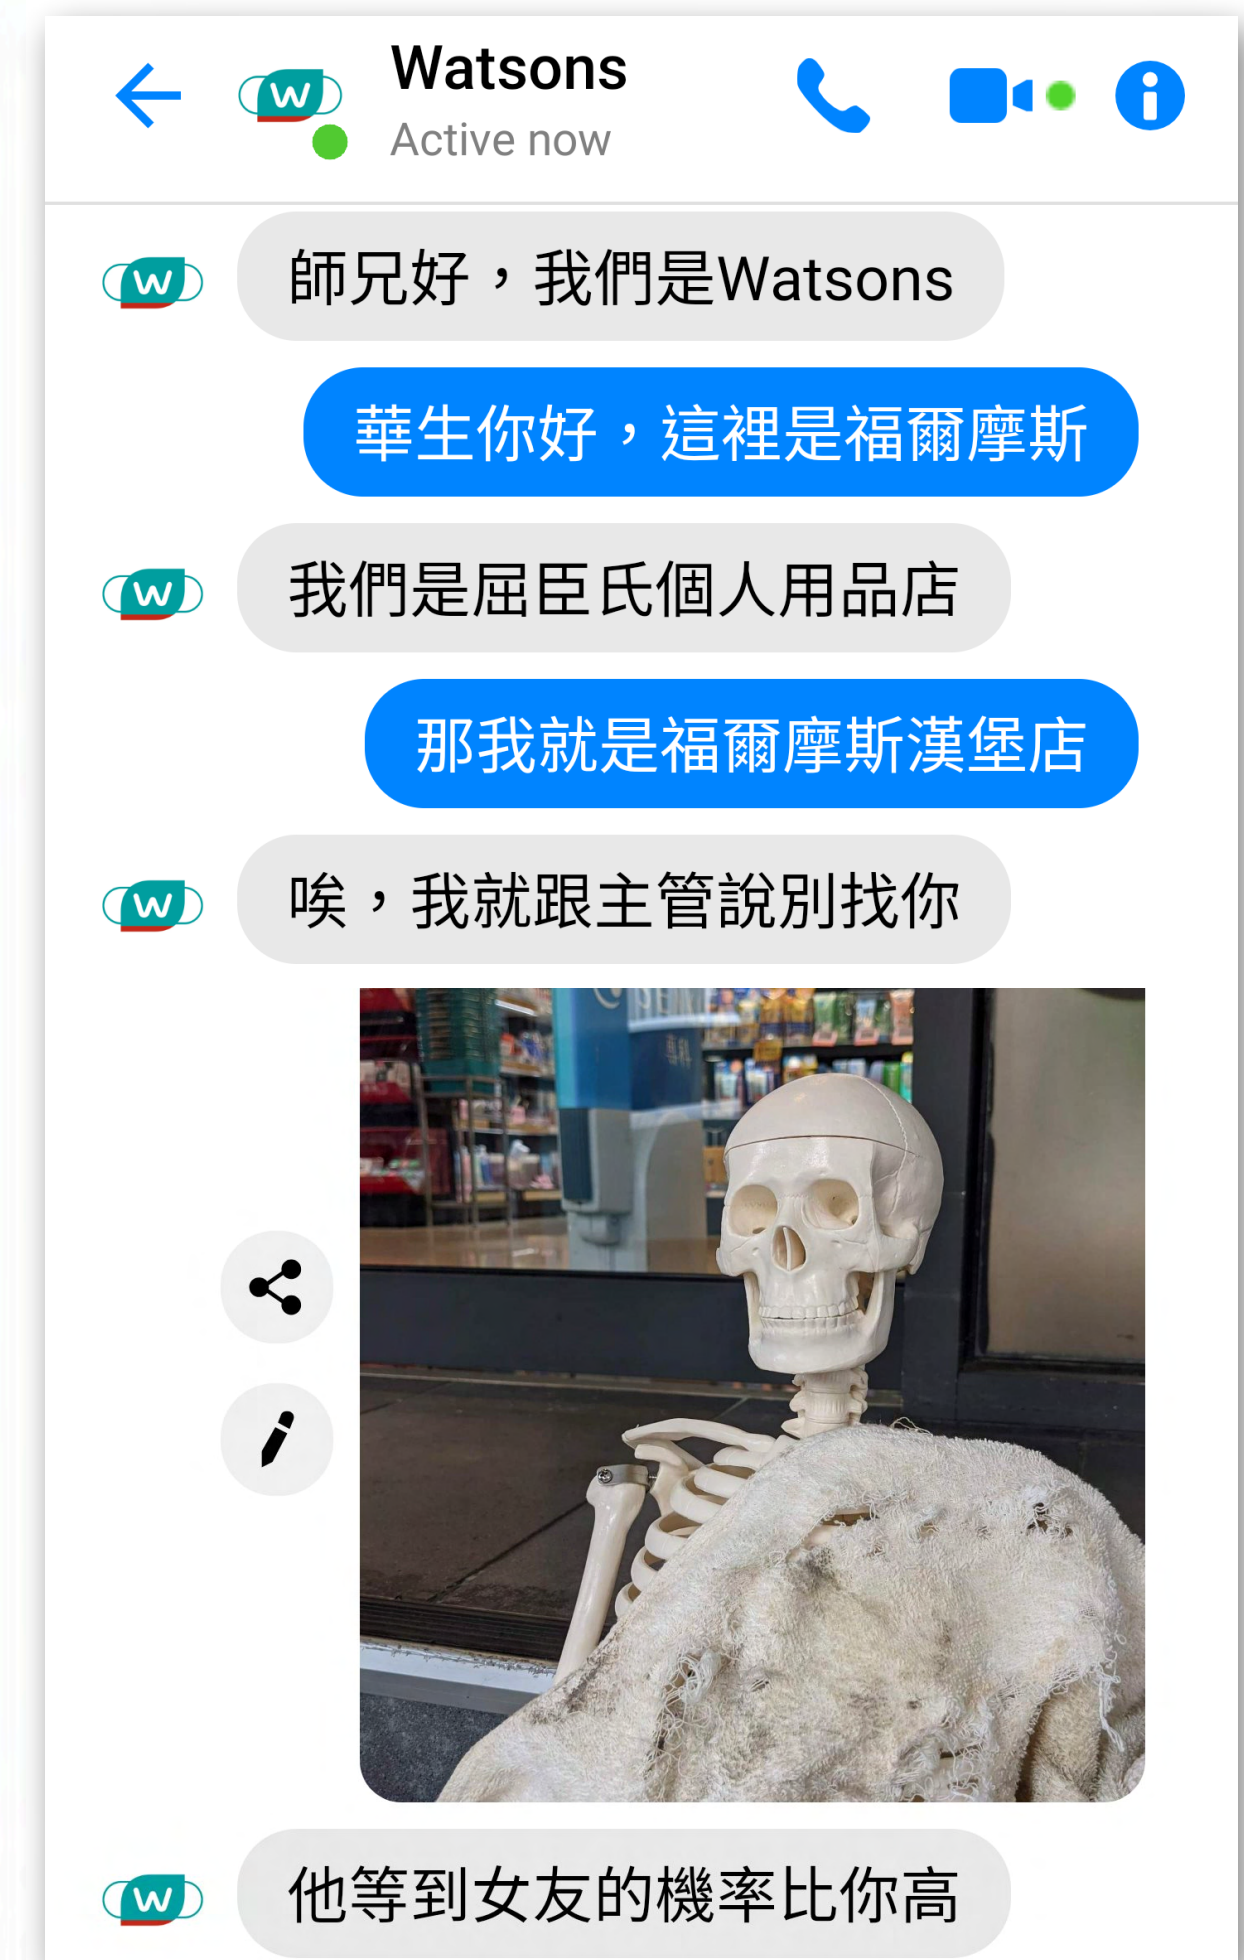 Watsons
Active now
師兄好，我們是Watsons
華生你好，這裡是福爾摩斯
我們是屈臣氏個人用品店
那我就是福爾摩斯漢堡店
唉，我就跟主管說別找你
他等到女友的機率比你高